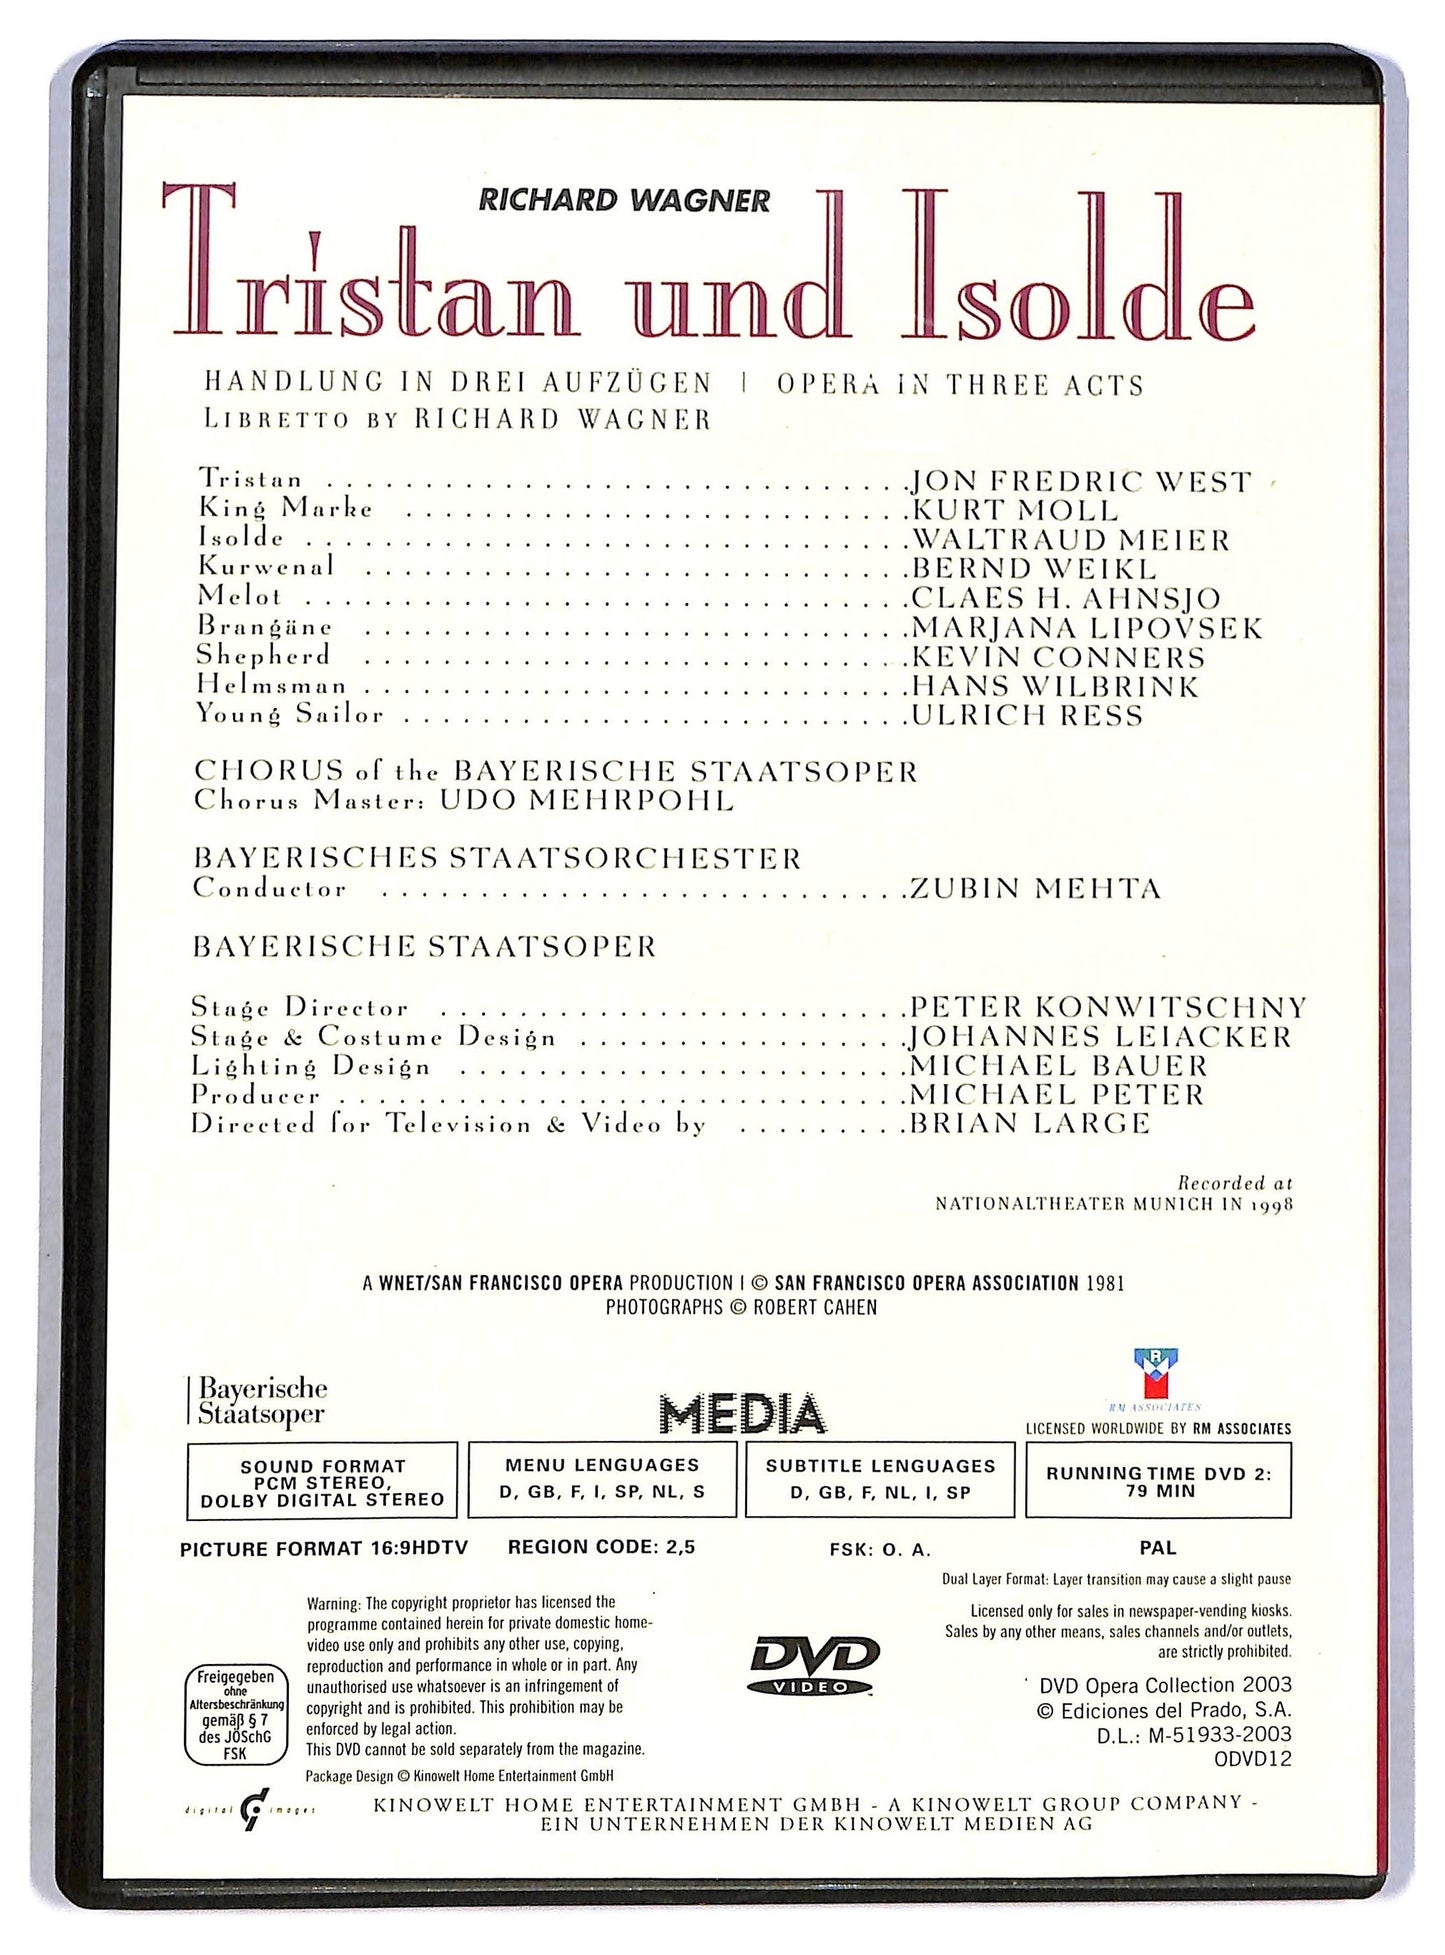 RICHARD WAGNER
Tristan und Isolde
HANDLUNG IN DREI AUFZÜGEN | OPERA IN THREE ACTS
LIBRETTO BY RICHARD WAGNER
Tristan . . . . . . . . . . . . . . . . . . . . . . . . . . . . . .JON FREDRIC WEST
King Marke . . . . . . . . . . . . . . . . . . . . . . . . . .KURT MOLL
Isolde . . . . . . . . . . . . . . . . . . . . . . . . . . . . . . .WALTRAUD MEIER
Kurwenal . . . . . . . . . . . . . . . . . . . . . . . . . . . .BERND WEIKL
Melot . . . . . . . . . . . . . . . . . . . . . . . . . . . . . . .CLAES H. AHNSJO
Brangäne . . . . . . . . . . . . . . . . . . . . . . . . . . . .MARJANA LIPOVSEK
Shepherd . . . . . . . . . . . . . . . . . . . . . . . . . . . .KEVIN CONNERS
Helmsman . . . . . . . . . . . . . . . . . . . . . . . . . . . .HANS WILBRINK
Young Sailor . . . . . . . . . . . . . . . . . . . . . . . . . .ULRICH RESS
CHORUS of the BAYERISCHE STAATSOPER
Chorus Master: UDO MEHRPOHL
BAYERISCHES STAATSORCHESTER
Conductor . . . . . . . . . . . . . . . . . . . . . . . . . . .ZUBIN MEHTA
BAYERISCHE STAATSOPER
Stage Director . . . . . . . . . . . . . . . . . . . . . . . .PETER KONWITSCHNY
Stage & Costume Design . . . . . . . . . . . . . . . . .JOHANNES LEIACKER
Lighting Design . . . . . . . . . . . . . . . . . . . . . .MICHAEL BAUER
Producer . . . . . . . . . . . . . . . . . . . . . . . . . . . . .MICHAEL PETER
Directed for Television & Video by . . . . . . . . .BRIAN LARGE
Recorded at
NATIONALTHEATER MUNICH IN 1998
A WNET/SAN FRANCISCO OPERA PRODUCTION | © SAN FRANCISCO OPERA ASSOCIATION 1981
PHOTOGRAPHS © ROBERT CAHEN
Bayerische
Staatsoper
MEDIA
RM
RM ASSOCIATES
LICENSED WORLDWIDE BY RM ASSOCIATES
SOUND FORMAT
PCM STEREO,
DOLBY DIGITAL STEREO
MENU LENGUAGES
D, GB, F, I, SP, NL, S
SUBTITLE LENGUAGES
D, GB, F, NL, I, SP
RUNNING TIME DVD 2:
79 MIN
PICTURE FORMAT 16:9HDTV
REGION CODE: 2,5
FSK: O. A.
PAL
Dual Layer Format: Layer transition may cause a slight pause
Licensed only for sales in newspaper-vending kiosks.
Sales by any other means, sales channels and/or outlets,
are strictly prohibited.
Warning: The copyright proprietor has licensed the
programme contained herein for private domestic home-
video use only and prohibits any other use, copying,
reproduction and performance in whole or in part. Any
unauthorised use whatsoever is an infringement of
copyright and is prohibited. This prohibition may be
enforced by legal action.
This DVD cannot be sold separately from the magazine.
Package Design © Kinowelt Home Entertainment GmbH
Freigegeben
ohne
Altersbeschränkung
gemäß § 7
des JÖSchG
FSK
DVD
VIDEO
DVD Opera Collection 2003
© Ediciones del Prado, S.A.
D.L.: M-51933-2003
ODVD12
digital images
KINOWELT HOME ENTERTAINMENT GMBH - A KINOWELT GROUP COMPANY -
EIN UNTERNEHMEN DER KINOWELT MEDIEN AG